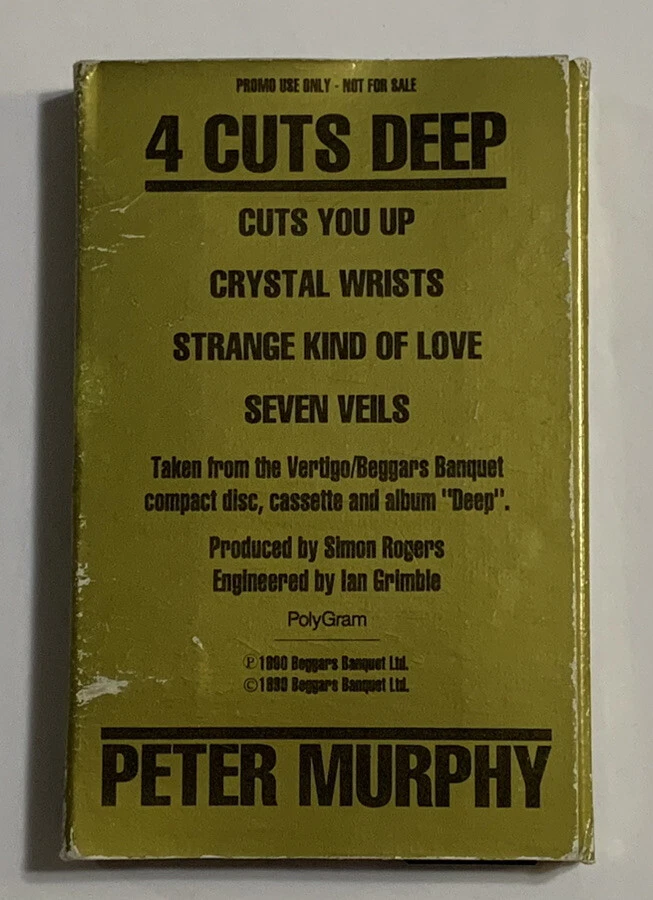 PROMO USE ONLY - NOT FOR SALE
4 CUTS DEEP
CUTS YOU UP
CRYSTAL WRISTS
STRANGE KIND OF LOVE
SEVEN VEILS
Taken from the Vertigo/Beggars Banquet
compact disc, cassette and album "Deep".
Produced by Simon Rogers
Engineered by Ian Grimble
PolyGram
Ⓟ 1990 Beggars Banquet Ltd.
© 1990 Beggars Banquet Ltd.
PETER MURPHY